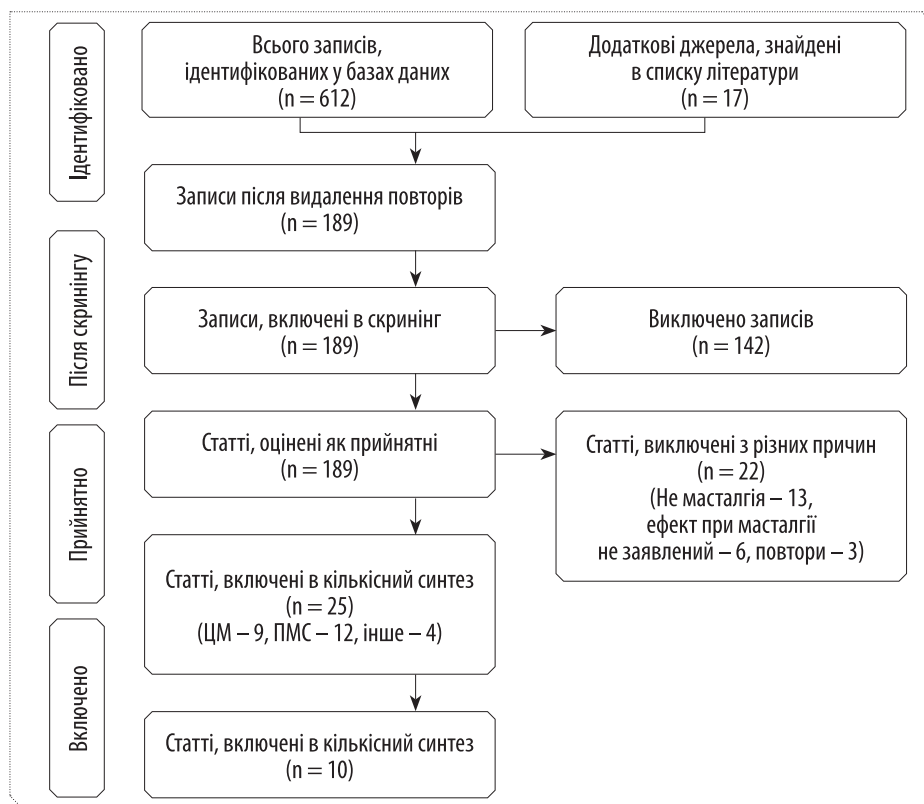 Ідентифіковано
Всього записів,
ідентифікованих у базах даних
(n = 612)
Додаткові джерела, знайдені
в списку літератури
(n = 17)
Записи після видалення повторів
(n = 189)
Після скринінгу
Записи, включені в скринінг
(n = 189)
Виключено записів
(n = 142)
Прийнятно
Статті, оцінені як прийнятні
(n = 189)
Статті, виключені з різних причин
(n = 22)
(Не масталгія – 13,
ефект при масталгії
не заявлений – 6, повтори – 3)
Статті, включені в кількісний синтез
(n = 25)
(ЦМ – 9, ПМС – 12, інше – 4)
Включено
Статті, включені в кількісний синтез
(n = 10)